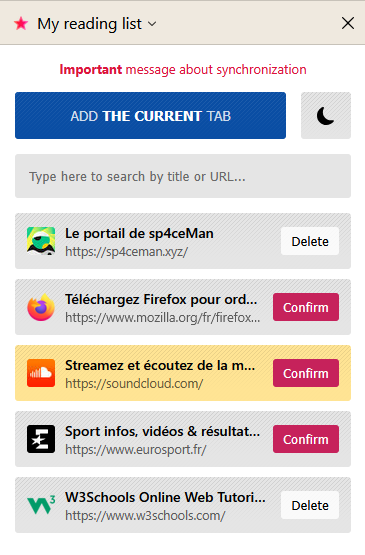 My reading list
Important message about synchronization
ADD THE CURRENT TAB
Type here to search by title or URL...
Le portail de sp4ceMan
https://sp4ceman.xyz/
Delete
Téléchargez Firefox pour ord...
https://www.mozilla.org/fr/firefox...
Confirm
Streamez et écoutez de la m...
https://soundcloud.com/
Confirm
Sport infos, vidéos & résultat...
https://www.eurosport.fr/
Confirm
W3Schools Online Web Tutori...
https://www.w3schools.com/
Delete